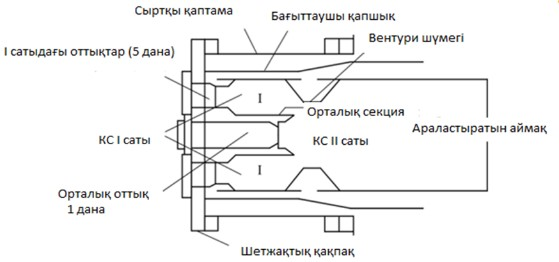 Сыртқы қаптама
Бағыттаушы қапшық
Вентури шүмегі
I сатыдағы оттықтар (5 дана)
I
Орталық секция
КС I саты
КС II саты
Араластыратын аймақ
I
Орталық оттық
1 дана
Шетжақтық қақпақ